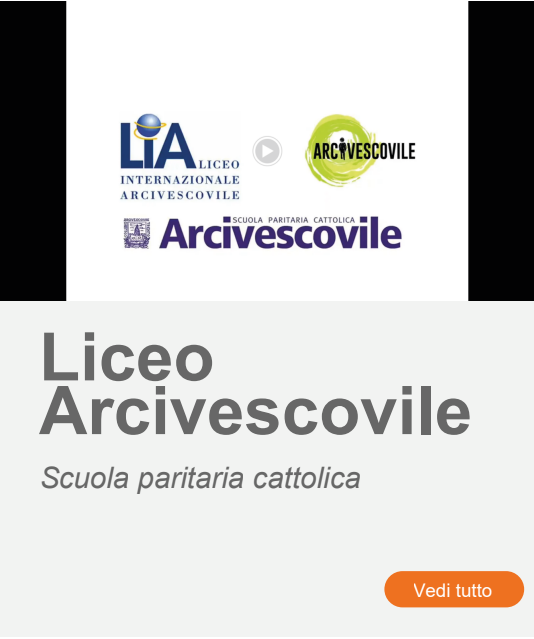 LIA LICEO
INTERNAZIONALE
ARCIVESCOVILE
ARCIVESCOVILE
SCUOLA PARITARIA CATTOLICA
Arcivescovile
Liceo
Arcivescovile
Scuola paritaria cattolica
Vedi tutto